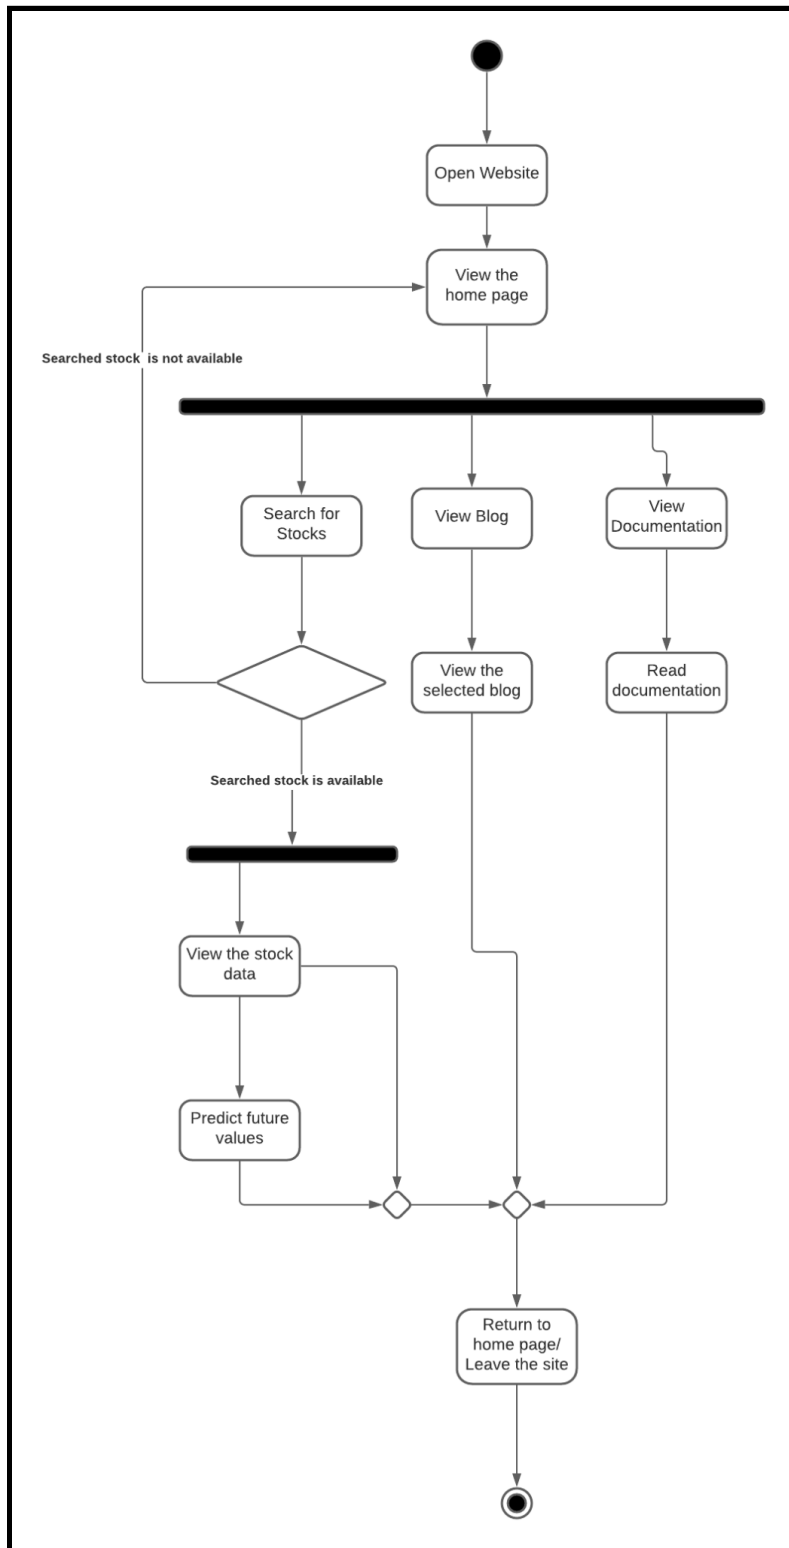 Open Website
View the
home page
Searched stock  is not available
Search for
Stocks
View Blog
View
Documentation
View the
selected blog
Read
documentation
Searched stock is available
View the stock
data
Predict future
values
Return to
home page/
Leave the site